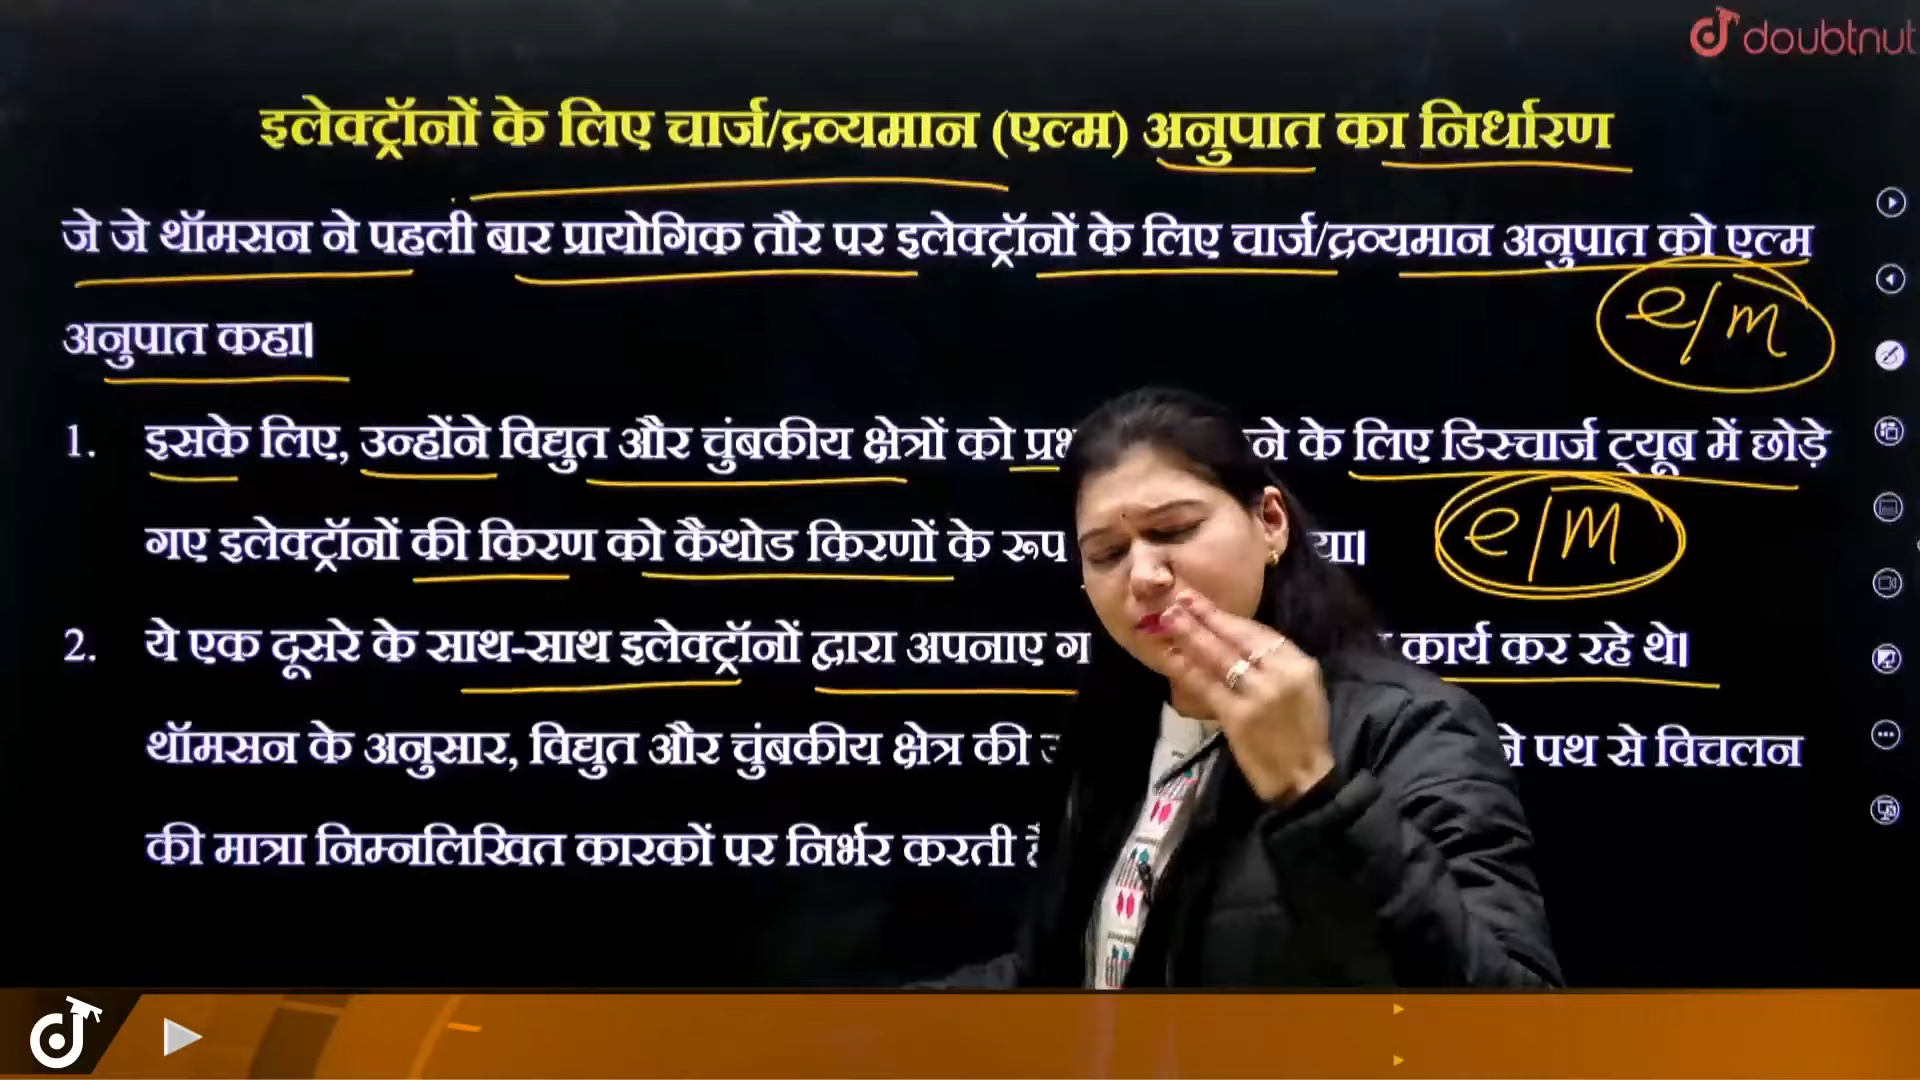 doubtnut
इलेक्ट्रॉनों के लिए चार्ज/द्रव्यमान (एल्म) अनुपात का निर्धारण
जे जे थॉमसन ने पहली बार प्रायोगिक तौर पर इलेक्ट्रॉनों के लिए चार्ज/द्रव्यमान अनुपात को एल्म
e/m
अनुपात कहा।
1. इसके लिए, उन्होंने विद्युत और चुंबकीय क्षेत्रों को के लिए डिस्चार्ज ट्यूब में छोड़े
गए इलेक्ट्रॉनों की किरण को कैथोड किरणों के रूप
e/m
2. ये एक दूसरे के साथ-साथ इलेक्ट्रॉनों द्वारा अपनाए कार्य कर रहे थे।
थॉमसन के अनुसार, विद्युत और चुंबकीय क्षेत्र की पथ से विचलन
की मात्रा निम्नलिखित कारकों पर निर्भर करती